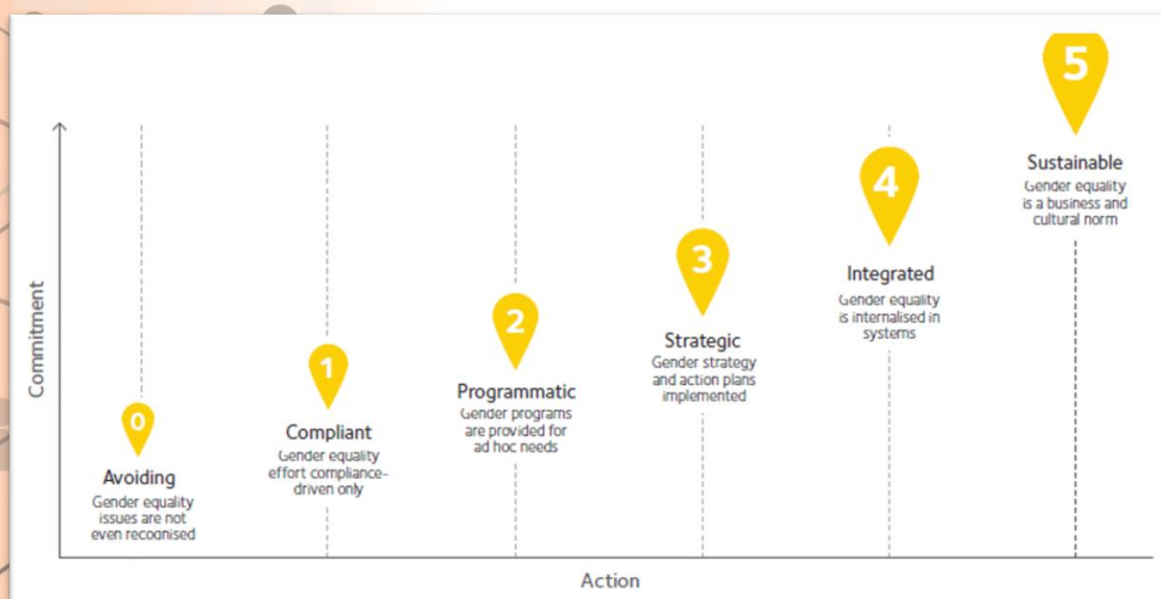 5
Sustainable
Gender equality
is a business and
cultural norm
4
Integrated
Gender equality
is internalised in
systems
3
Strategic
Gender strategy
and action plans
implemented
2
Programmatic
Gender programs
are provided for
ad hoc needs
1
Compliant
Gender equality
effort compliance-
driven only
0
Avoiding
Gender equality
issues are not
even recognised
Commitment
Action